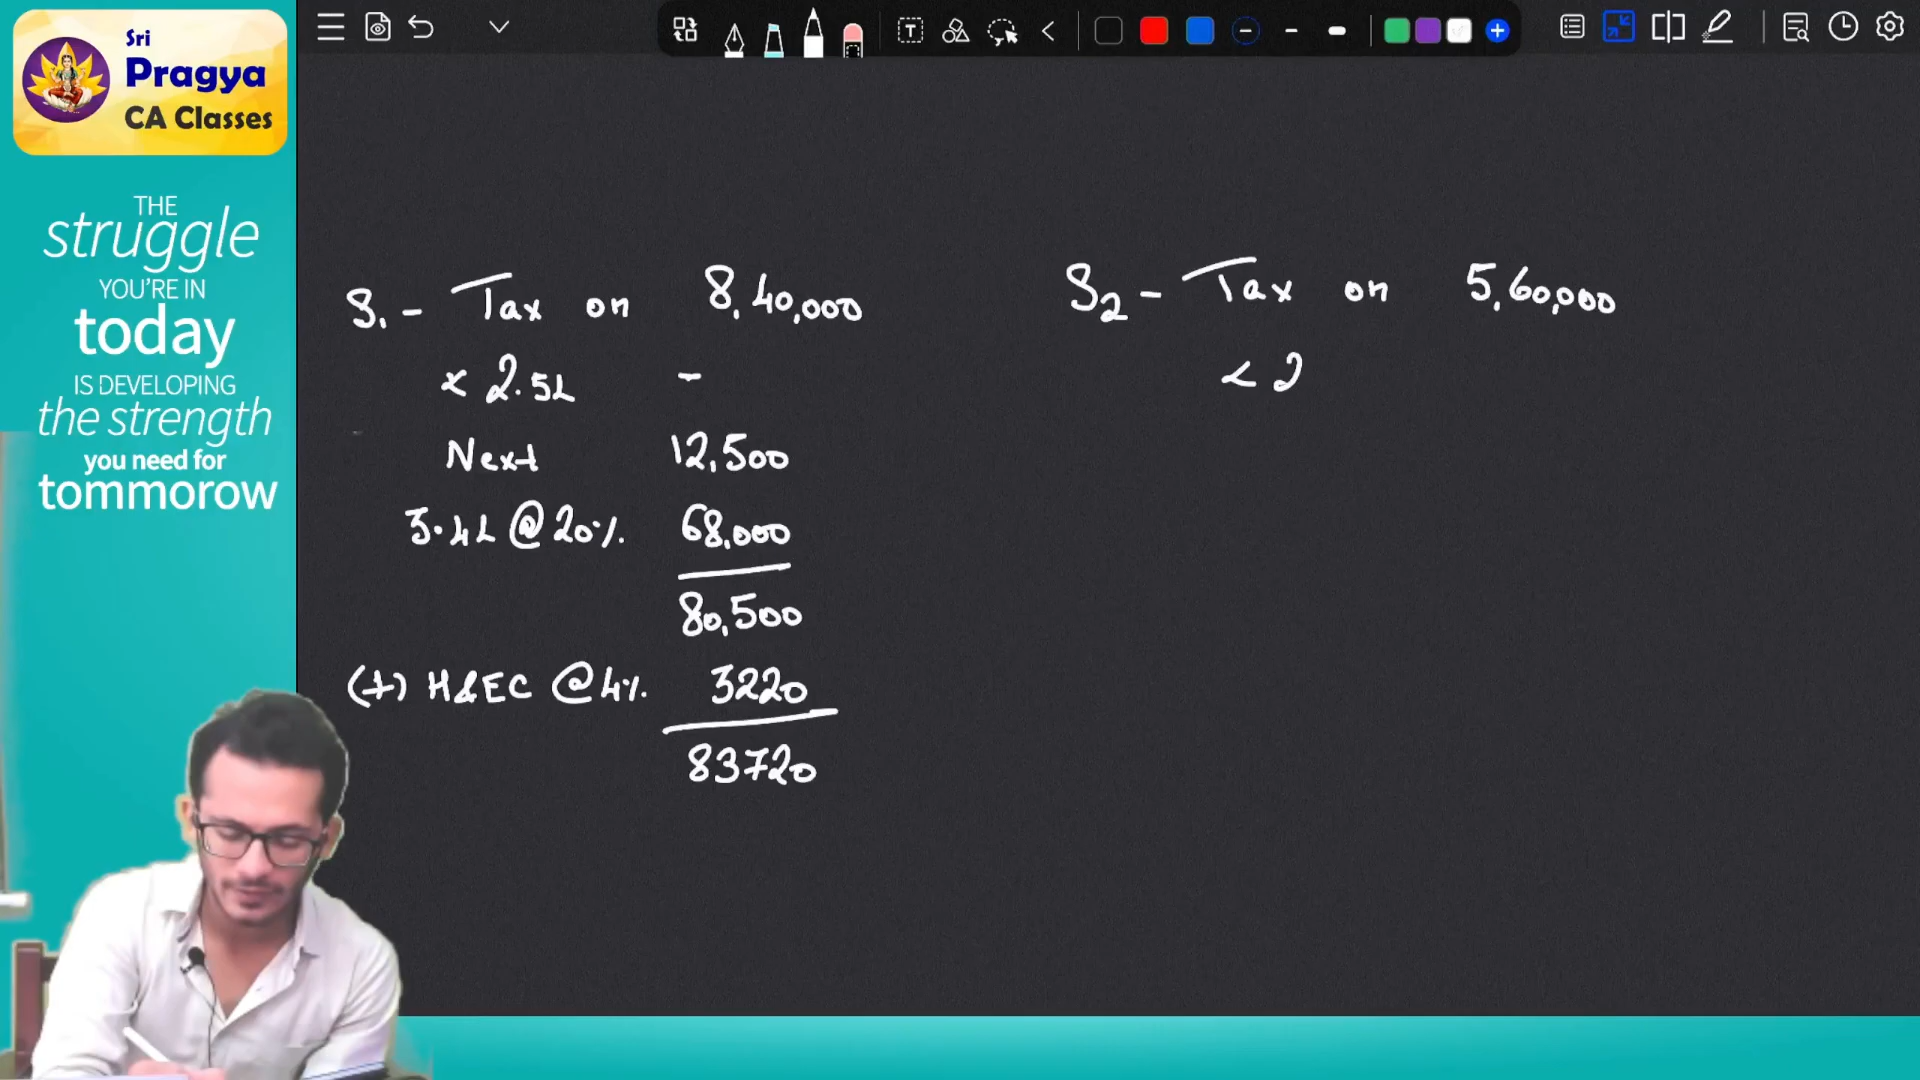 Sri
Pragya
CA Classes
THE
struggle
YOU'RE IN
today
IS DEVELOPING
the strength
you need for
tommorow
S₁ - Tax on 8,40,000
< 2.5L -
Next 12,500
3.4L @ 20% 68,000
80,500
(+) H&EC @ 4% 3220
83720
S₂ - Tax on 5,60,000
< 2